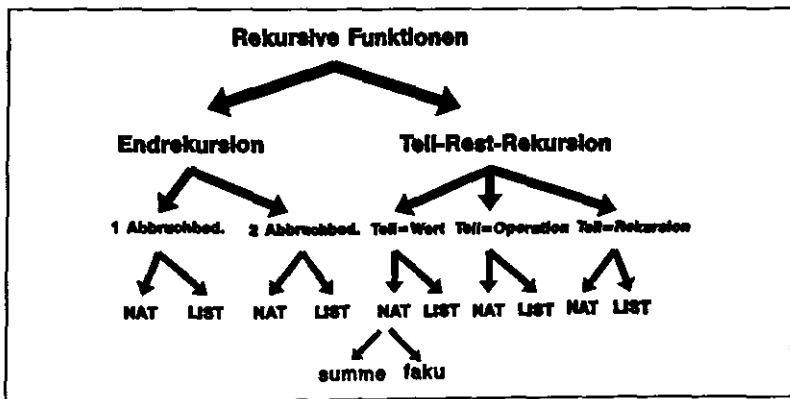 Rekursive Funktionen
Endrekursion Teil-Rest-Rekursion
1 Abbruchbed. 2 Abbruchbed. Teil=Wert Teil=Operation Teil=Rekursion
NAT LIST NAT LIST NAT LIST NAT LIST NAT LIST
summe faku